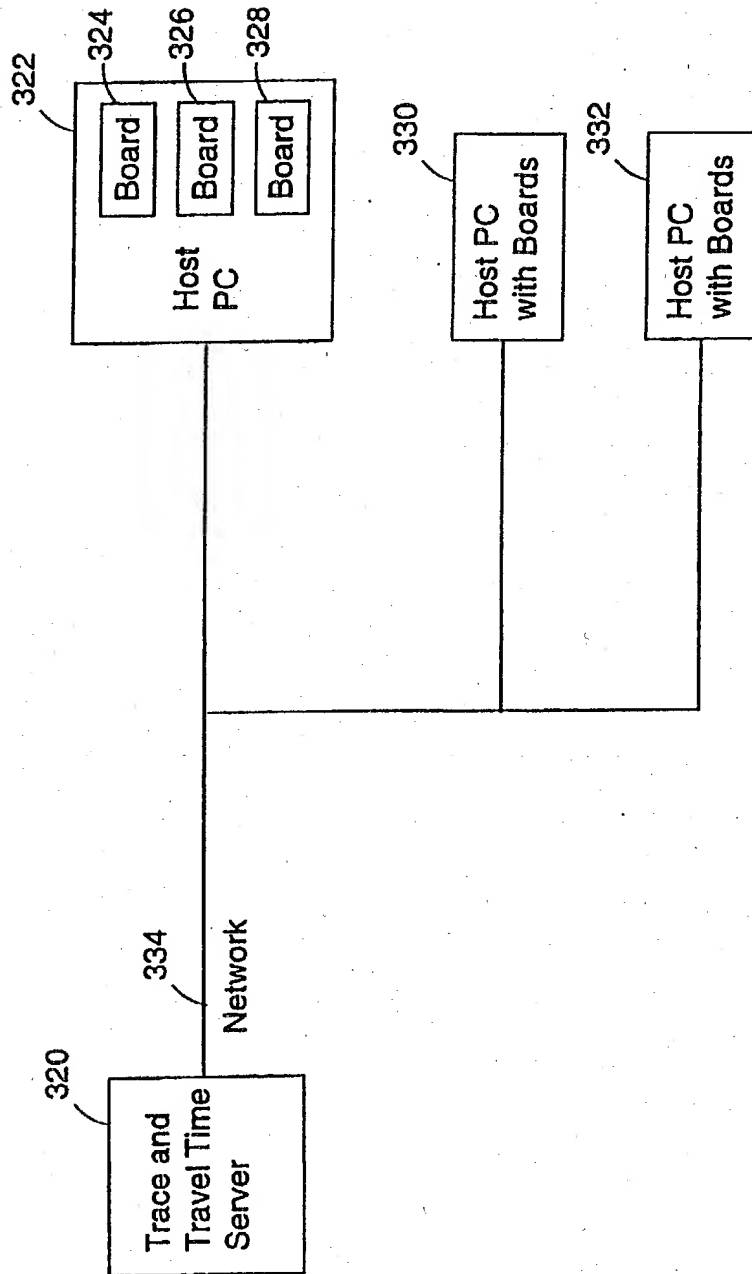 320
Trace and
Travel Time
Server
334
Network
322
Host
PC
324
Board
326
Board
328
Board
330
Host PC
with Boards
332
Host PC
with Boards